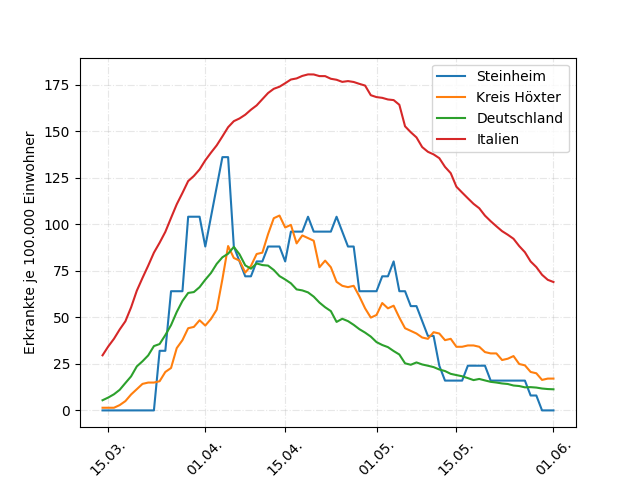 Erkrankte je 100.000 Einwohner
175
150
125
100
75
50
25
0
Steinheim
Kreis Höxter
Deutschland
Italien
15.03.
01.04.
15.04.
01.05.
15.05.
01.06.